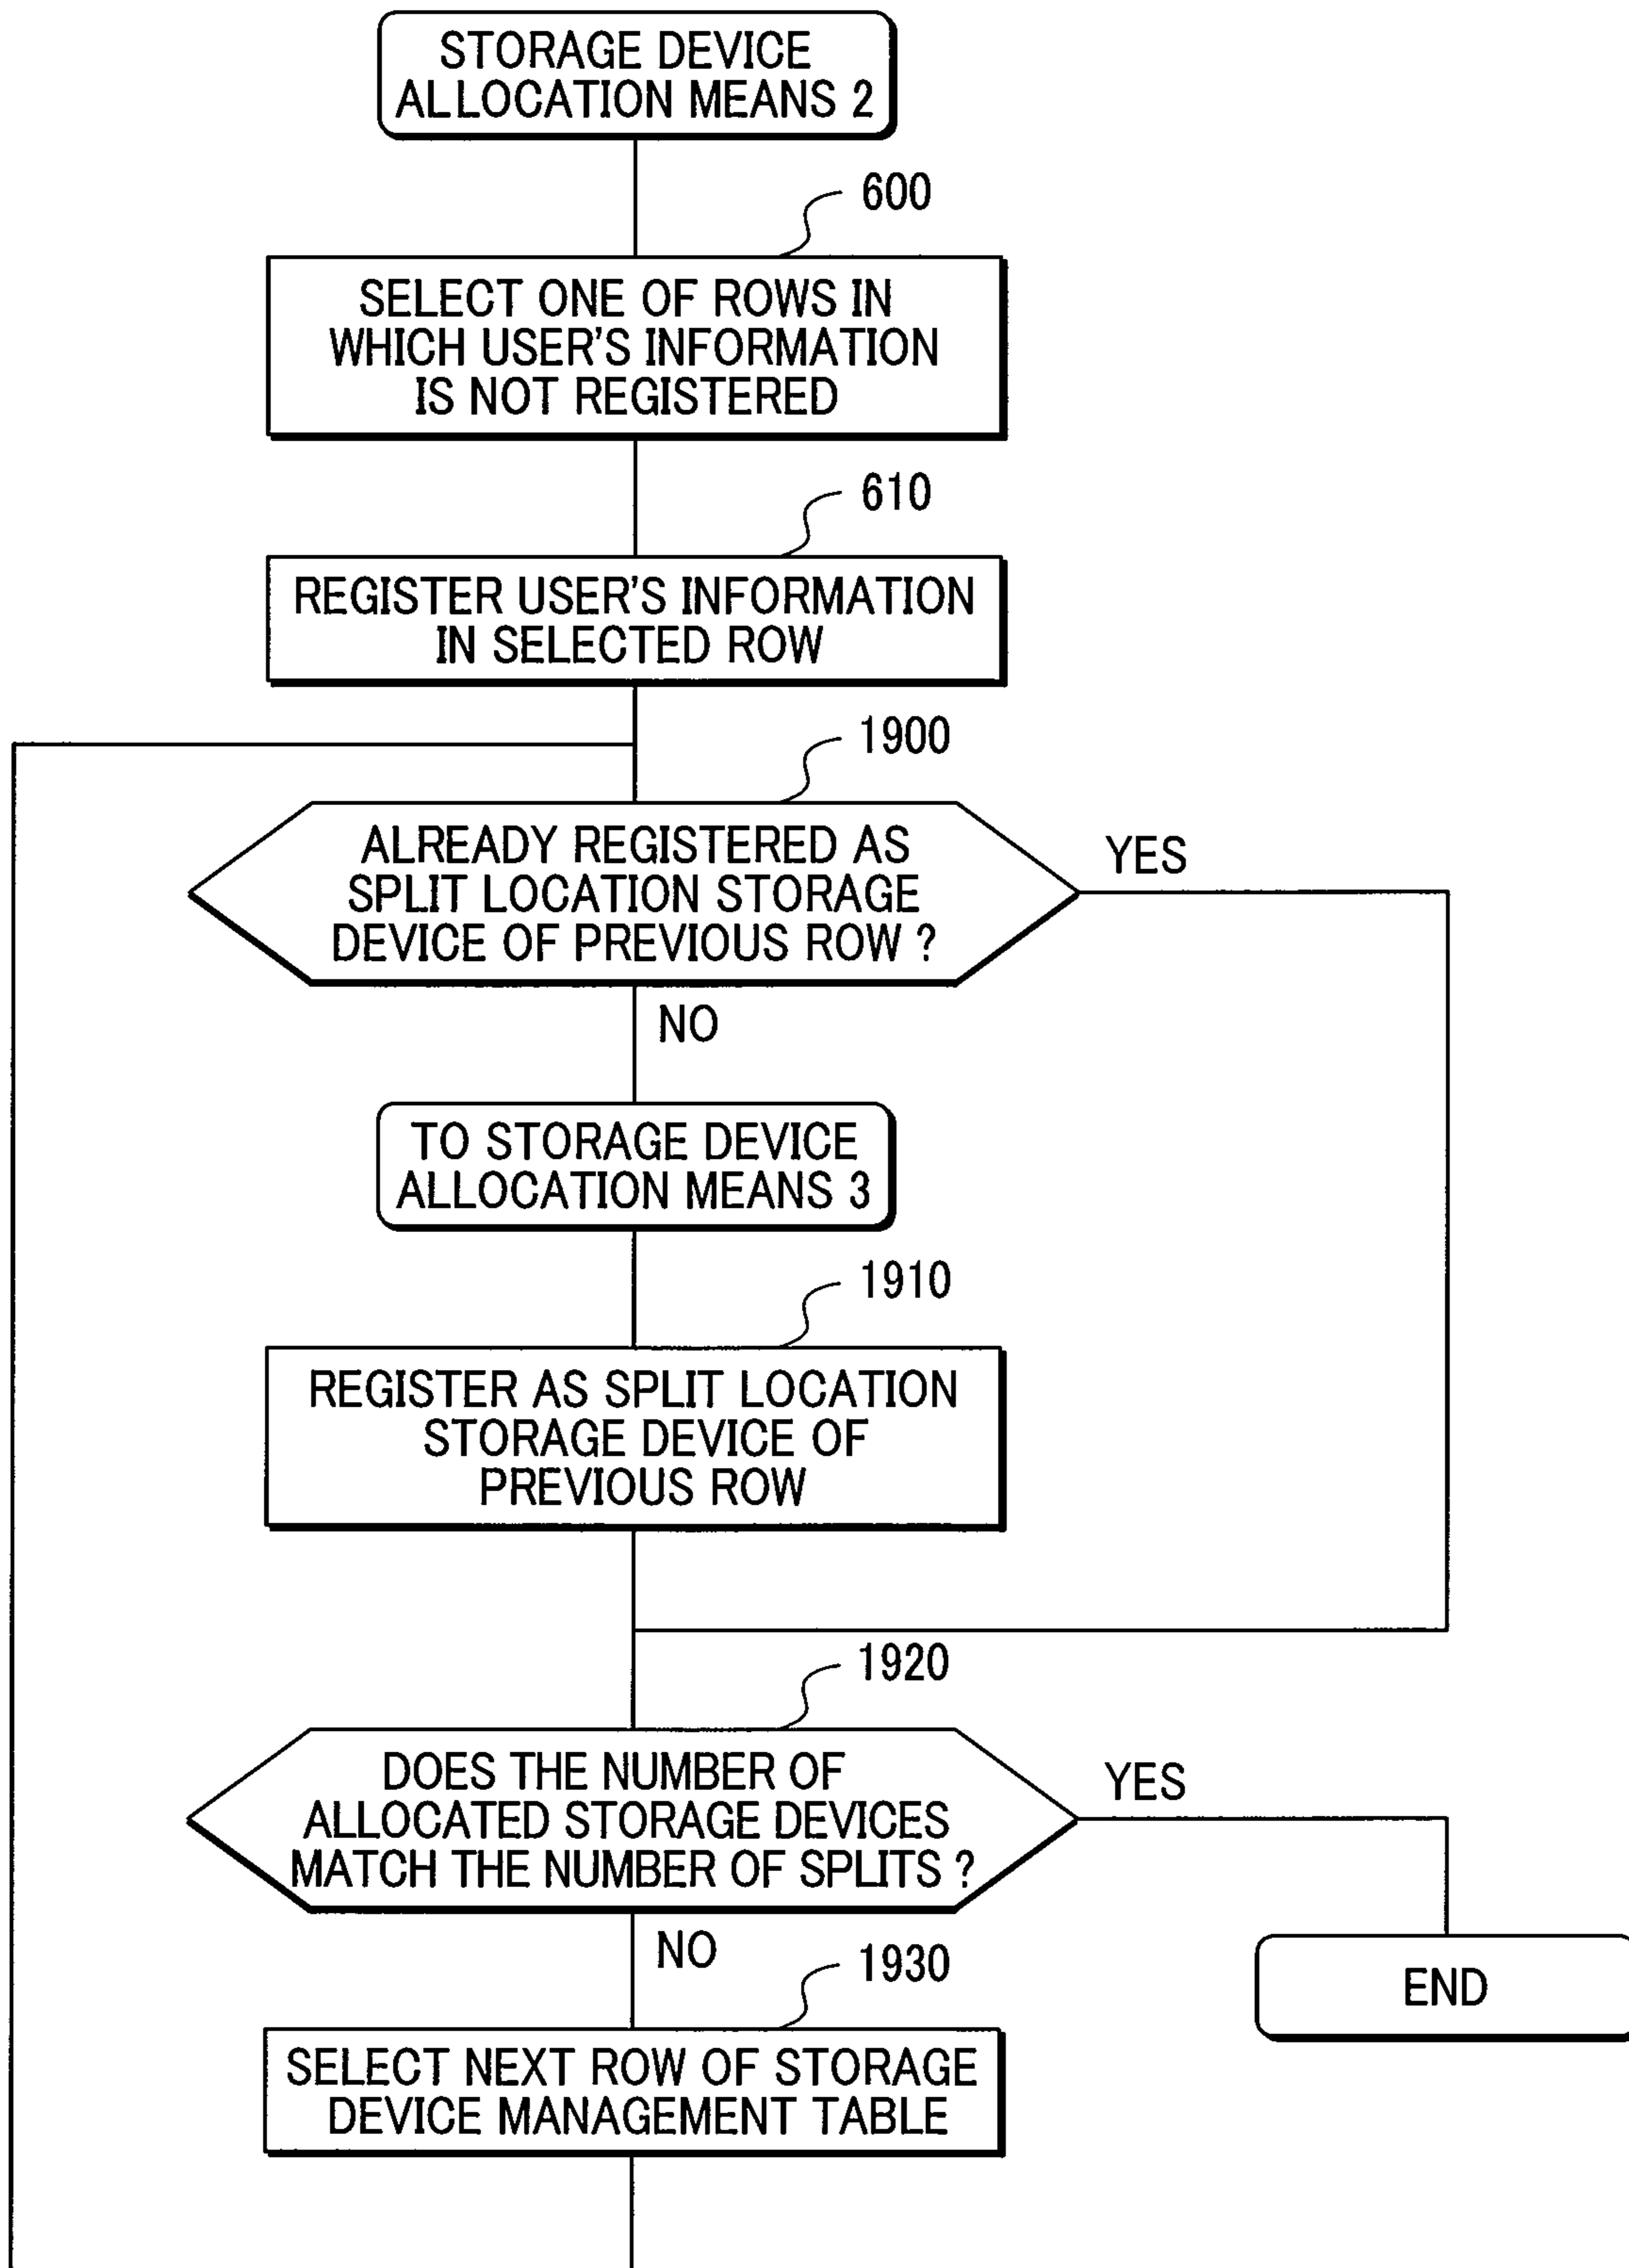 STORAGE DEVICE
ALLOCATION MEANS 2
600
SELECT ONE OF ROWS IN
WHICH USER'S INFORMATION
IS NOT REGISTERED
610
REGISTER USER'S INFORMATION
IN SELECTED ROW
1900
ALREADY REGISTERED AS
SPLIT LOCATION STORAGE
DEVICE OF PREVIOUS ROW ?
YES
NO
TO STORAGE DEVICE
ALLOCATION MEANS 3
1910
REGISTER AS SPLIT LOCATION
STORAGE DEVICE OF
PREVIOUS ROW
1920
DOES THE NUMBER OF
ALLOCATED STORAGE DEVICES
MATCH THE NUMBER OF SPLITS ?
YES
NO
END
1930
SELECT NEXT ROW OF STORAGE
DEVICE MANAGEMENT TABLE